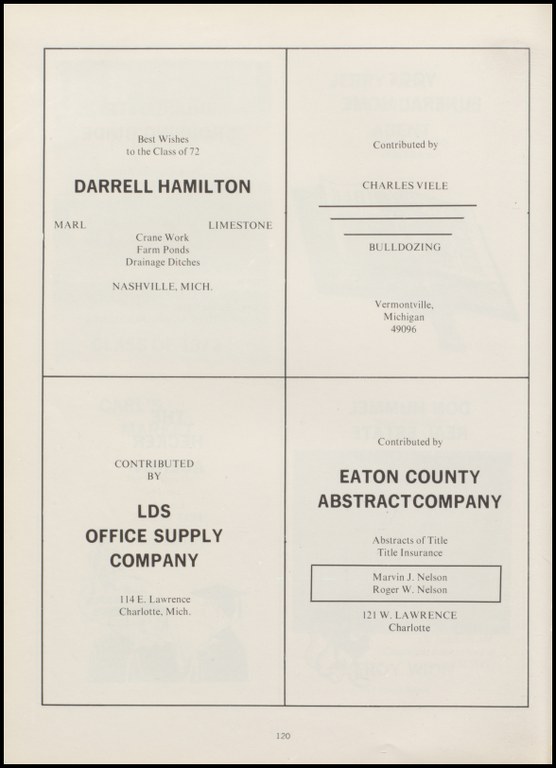 Best Wishes
to the Class of 72
DARRELL HAMILTON
MARL LIMESTONE
Crane Work
Farm Ponds
Drainage Ditches
NASHVILLE, MICH.
Contributed by
CHARLES VIELE
BULLDOZING
Vermontville,
Michigan
49096
CONTRIBUTED
BY
LDS
OFFICE SUPPLY
COMPANY
114 E. Lawrence
Charlotte, Mich.
Contributed by
EATON COUNTY
ABSTRACTCOMPANY
Abstracts of Title
Title Insurance
Marvin J. Nelson
Roger W. Nelson
121 W. LAWRENCE
Charlotte
120